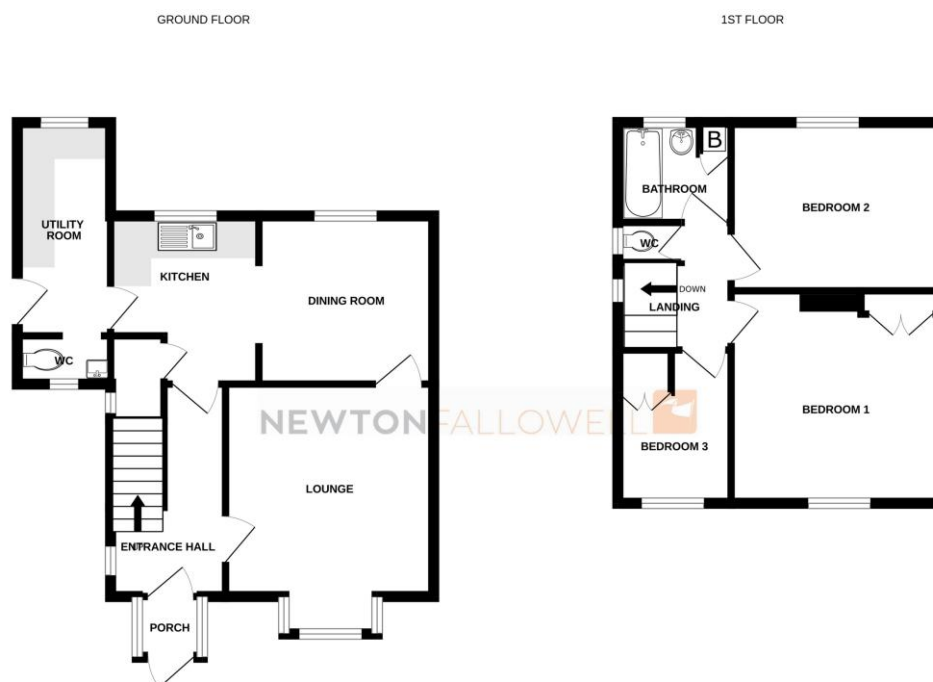 GROUND FLOOR
1ST FLOOR
UTILITY
ROOM
KITCHEN
DINING ROOM
WC
LOUNGE
ENTRANCE HALL
PORCH
B
BATHROOM
BEDROOM 2
WC
DOWN
LANDING
BEDROOM 1
BEDROOM 3
NEWTONFALLOWELL